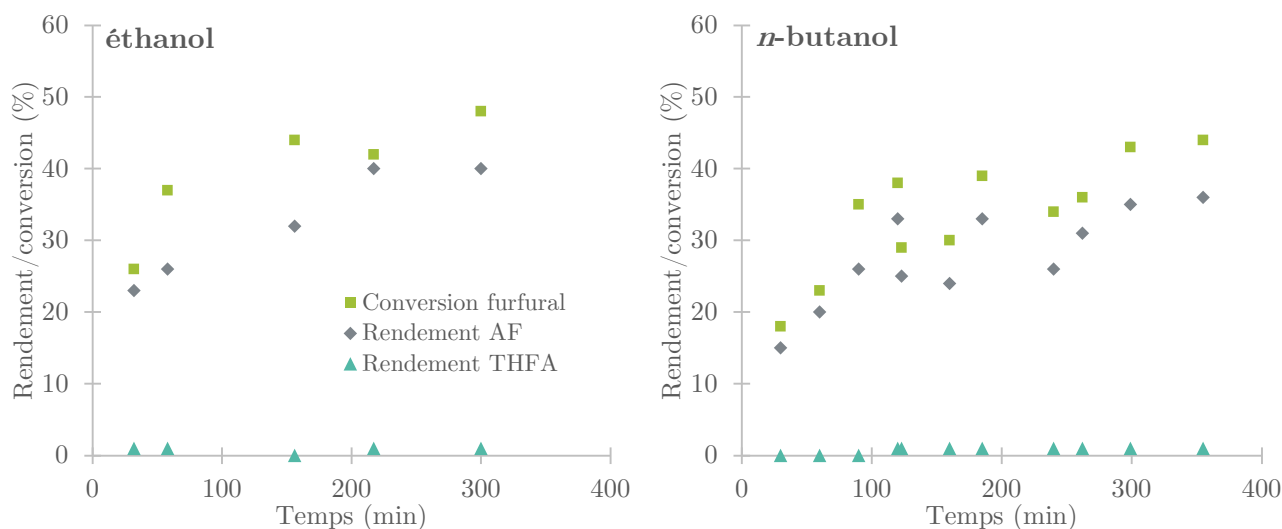 éthanol
Rendement/conversion (%)
60
50
40
30
20
10
0
0 100 200 300 400
Temps (min)
Conversion furfural
Rendement AF
Rendement THFA
n-butanol
Rendement/conversion (%)
60
50
40
30
20
10
0
0 100 200 300 400
Temps (min)